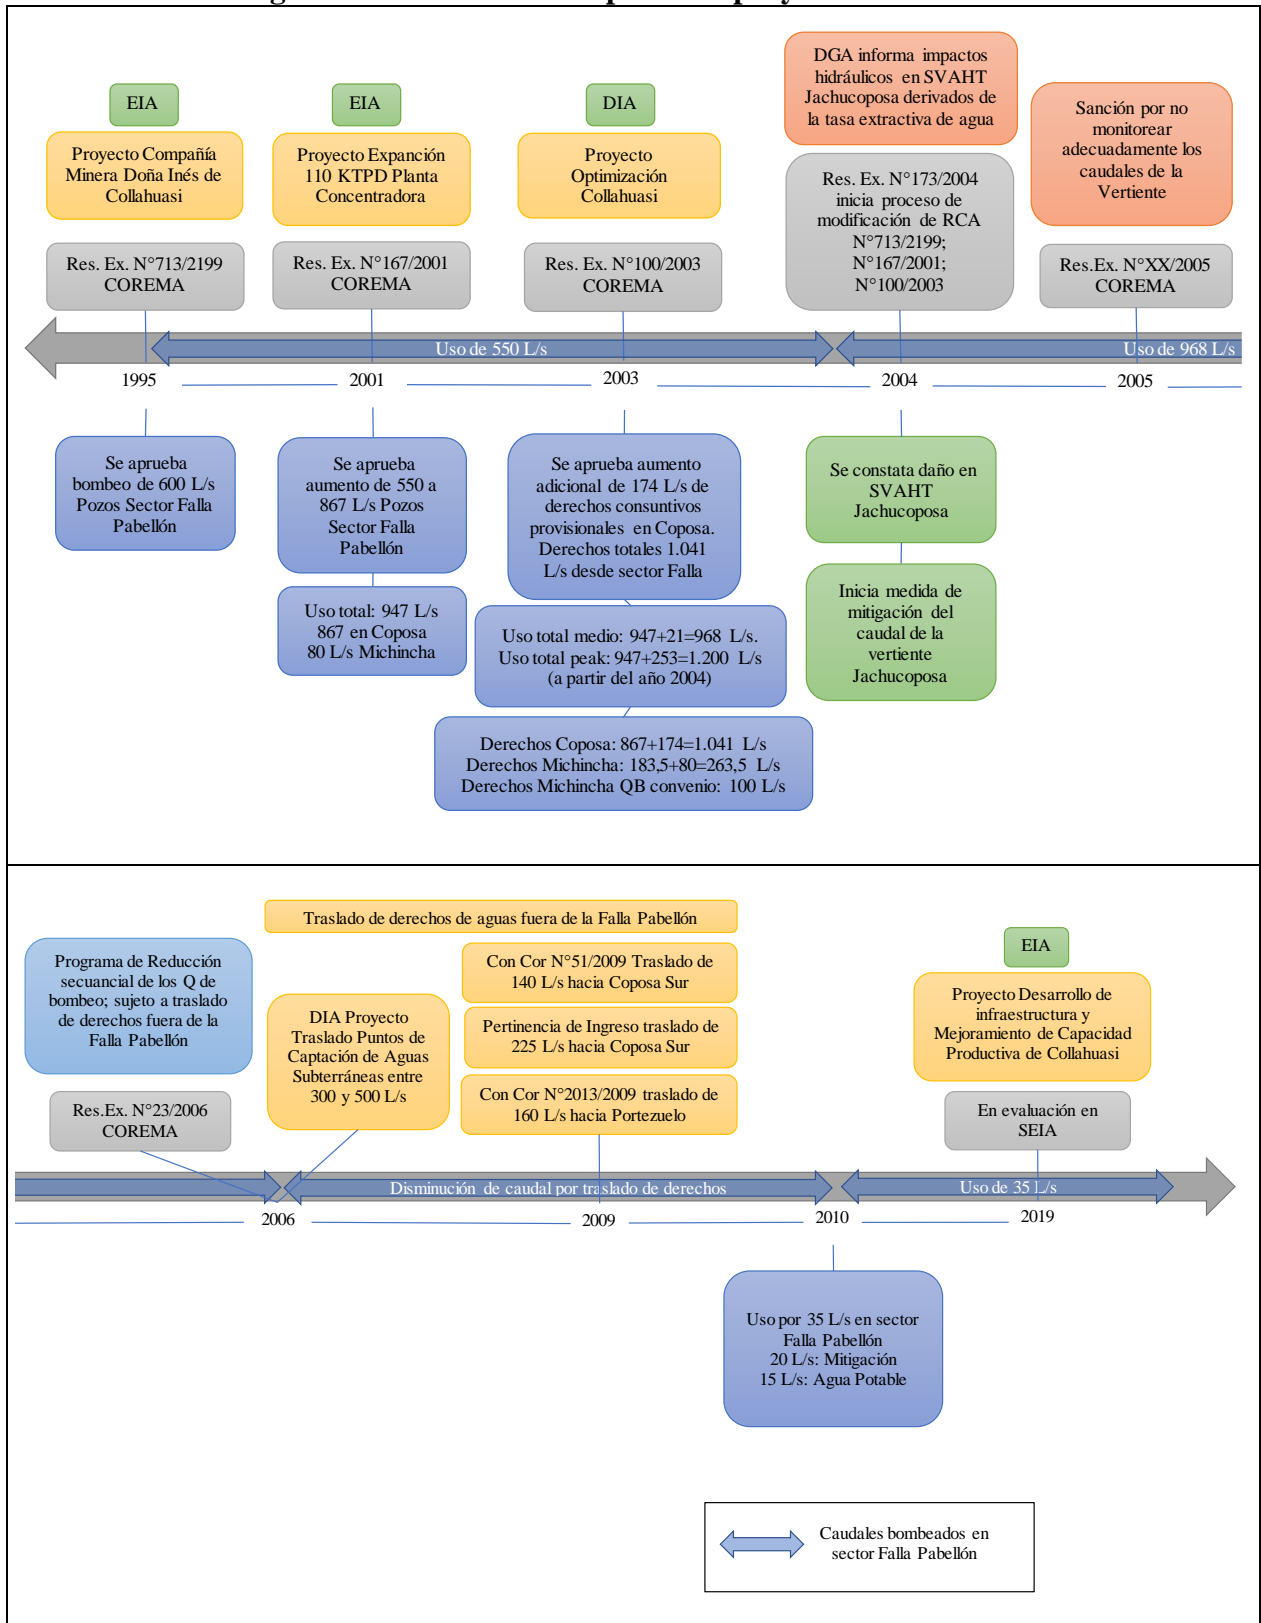 EIA
EIA
DIA
DGA informa impactos
hidráulicos en SVAHT
Jachucoposa derivados de
la tasa extractiva de agua
Sanción por no
monitorear
adecuadamente los
caudales de la
Vertiente
Proyecto Compañía
Minera Doña Inés de
Collahuasi
Proyecto Expanción
110 KTPD Planta
Concentradora
Proyecto
Optimización
Collahuasi
Res. Ex. N°173/2004
inicia proceso de
modificación de RCA
N°713/2199;
N°167/2001;
N°100/2003
Res. Ex. N°713/2199
COREMA
Res. Ex. N°167/2001
COREMA
Res. Ex. N°100/2003
COREMA
Res.Ex. N°XX/2005
COREMA
Uso de 550 L/s
Uso de 968 L/s
1995
2001
2003
2004
2005
Se aprueba
bombeo de 600 L/s
Pozos Sector Falla
Pabellón
Se aprueba
aumento de 550 a
867 L/s Pozos
Sector Falla
Pabellón
Uso total: 947 L/s
867 en Coposa
80 L/s Michincha
Se aprueba aumento
adicional de 174 L/s de
derechos consuntivos
provisionales en Coposa.
Derechos totales 1.041
L/s desde sector Falla
Uso total medio: 947+21=968 L/s.
Uso total peak: 947+253=1.200 L/s
(a partir del año 2004)
Derechos Coposa: 867+174=1.041 L/s
Derechos Michincha: 183,5+80=263,5 L/s
Derechos Michincha QB convenio: 100 L/s
Se constata daño en
SVAHT
Jachucoposa
Inicia medida de
mitigación del
caudal de la
vertiente
Jachucoposa
Traslado de derechos de aguas fuera de la Falla Pabellón
Programa de Reducción
secuancial de los Q de
bombeo; sujeto a traslado
de derechos fuera de la
Falla Pabellón
Res.Ex. N°23/2006
COREMA
DIA Proyecto
Traslado Puntos de
Captación de Aguas
Subterráneas entre
300 y 500 L/s
Con Cor N°51/2009 Traslado de
140 L/s hacia Coposa Sur
Pertinencia de Ingreso traslado de
225 L/s hacia Coposa Sur
Con Cor N°2013/2009 traslado de
160 L/s hacia Portezuelo
EIA
Proyecto Desarrollo de
infraestructura y
Mejoramiento de Capacidad
Productiva de Collahuasi
En evaluación en
SEIA
Disminución de caudal por traslado de derechos
Uso de 35 L/s
2006
2009
2010
2019
Uso por 35 L/s en sector
Falla Pabellón
20 L/s: Mitigación
15 L/s: Agua Potable
Caudales bombeados en
sector Falla Pabellón